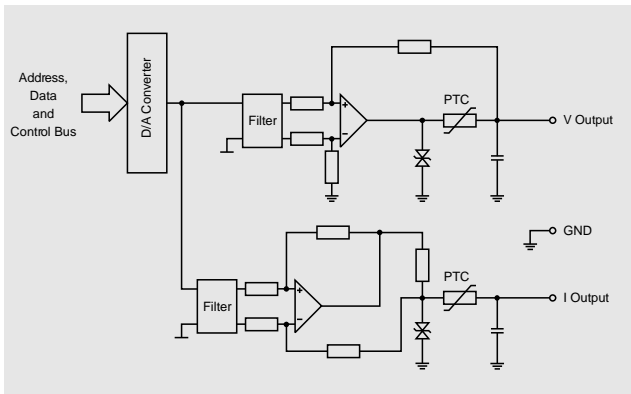 Address,
Data
and
Control Bus
D/A Converter
Filter
+
−
PTC
V Output
GND
Filter
+
−
PTC
I Output